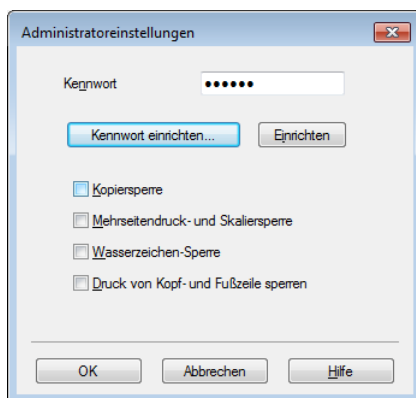 Administratoreinstellungen
Kennwort ••••••
Kennwort einrichten... Einrichten
Kopiersperre
Mehrseitendruck- und Skaliersperre
Wasserzeichen-Sperre
Druck von Kopf- und Fußzeile sperren
OK Abbrechen Hilfe